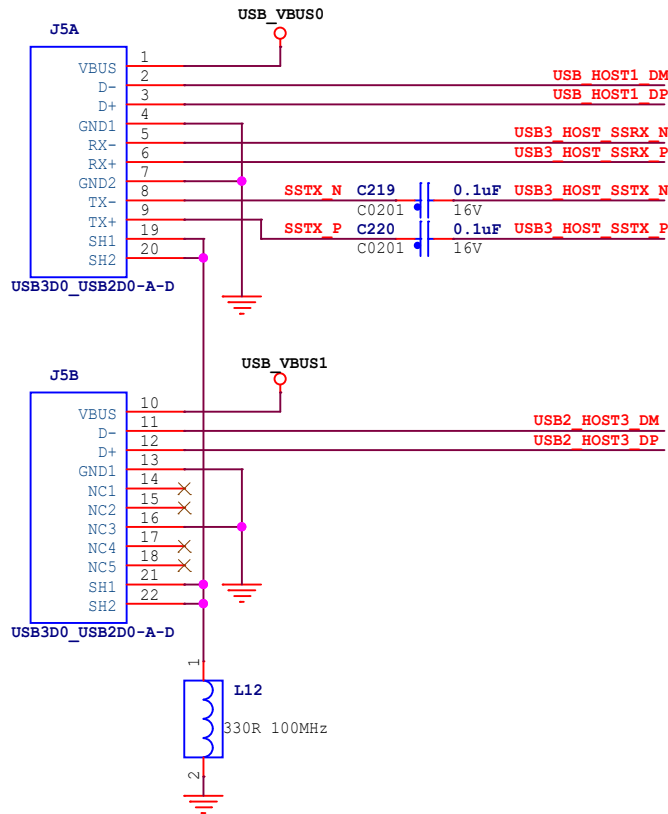 USB_VBUS0
J5A
VBUS 1
D- 2 USB_HOST1_DM
D+ 3 USB_HOST1_DP
GND1 4
RX- 5 USB3_HOST_SSRX_N
RX+ 6 USB3_HOST_SSRX_P
GND2 7
TX- 8 SSTX_N C219 0.1uF USB3_HOST_SSTX_N
C0201 16V
TX+ 9 SSTX_P C220 0.1uF USB3_HOST_SSTX_P
C0201 16V
SH1 19
SH2 20
USB3D0_USB2D0-A-D
USB_VBUS1
J5B
VBUS 10
D- 11 USB2_HOST3_DM
D+ 12 USB2_HOST3_DP
GND1 13
NC1 14
NC2 15
NC3 16
NC4 17
NC5 18
SH1 21
SH2 22
USB3D0_USB2D0-A-D
1
L12
330R 100MHz
2